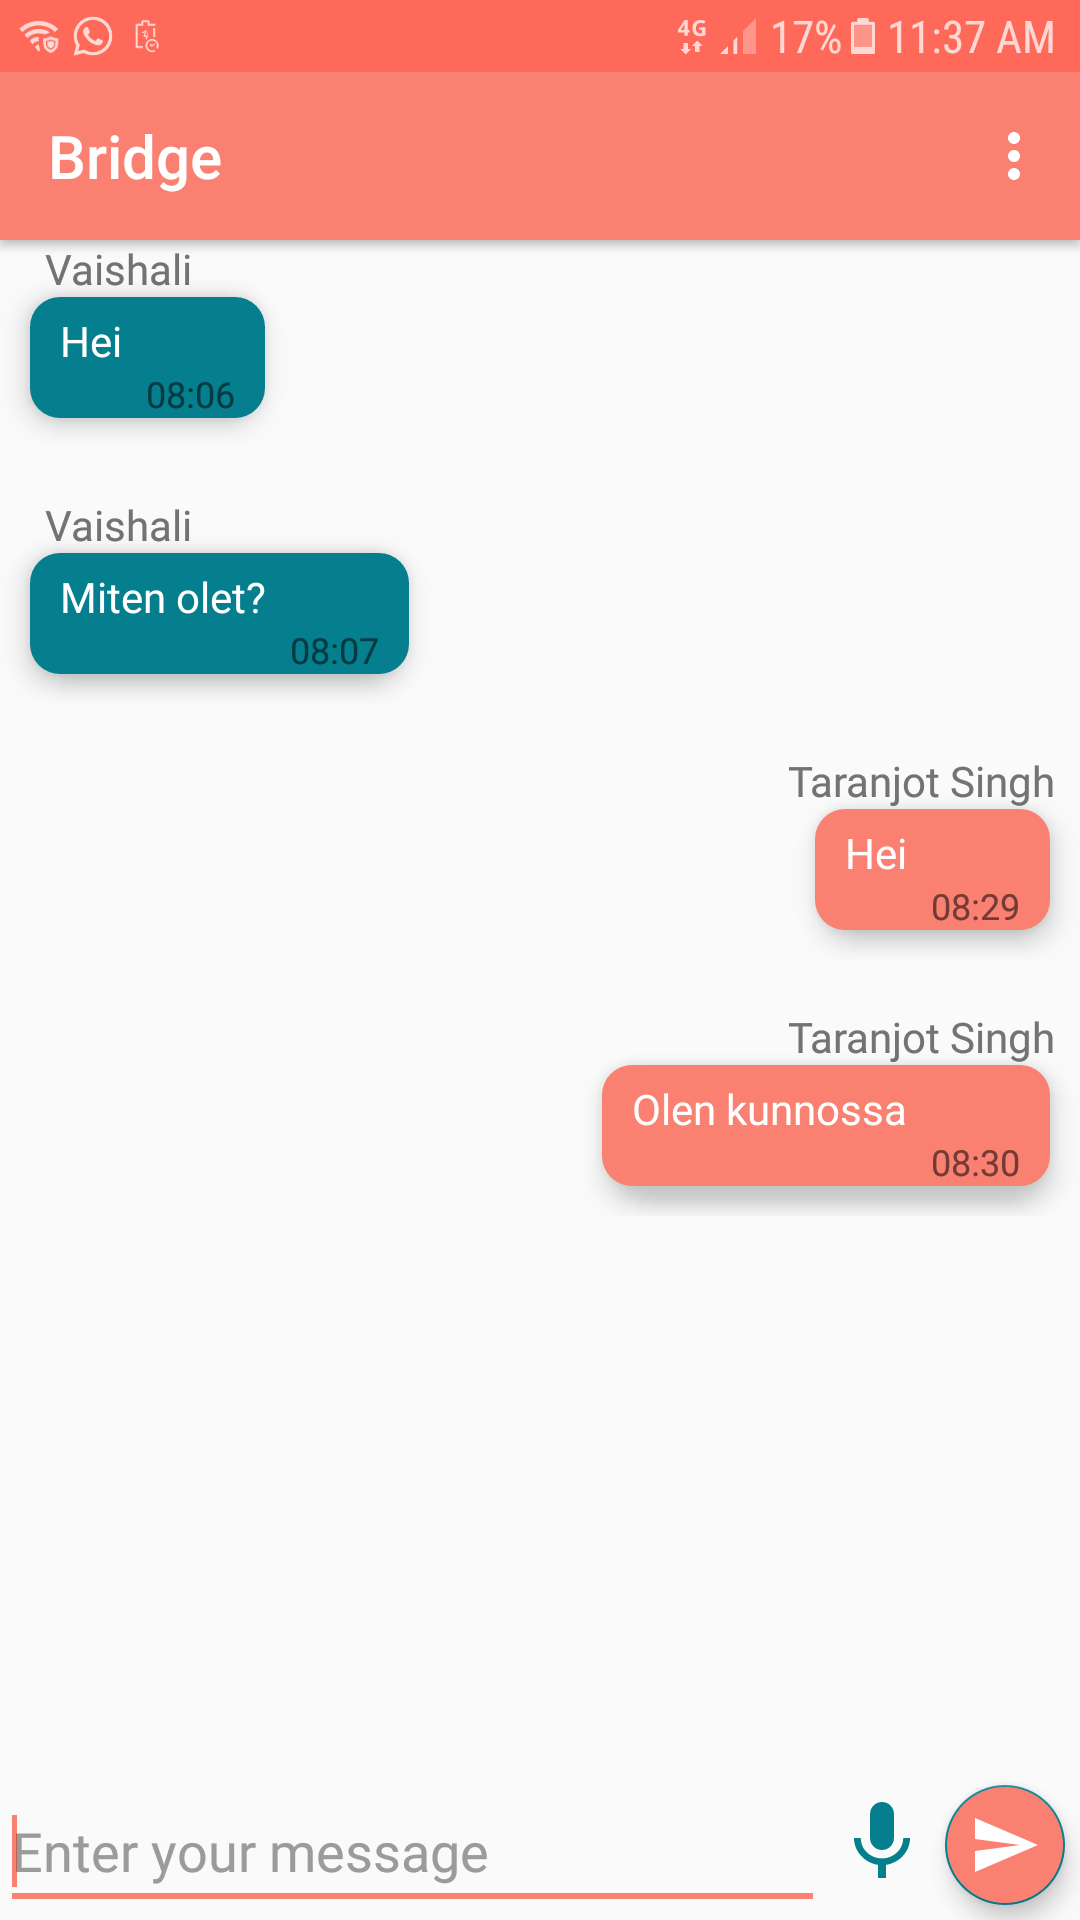 4G 17% 11:37 AM
Bridge
Vaishali
Hei
08:06
Vaishali
Miten olet?
08:07
Taranjot Singh
Hei
08:29
Taranjot Singh
Olen kunnossa
08:30
Enter your message